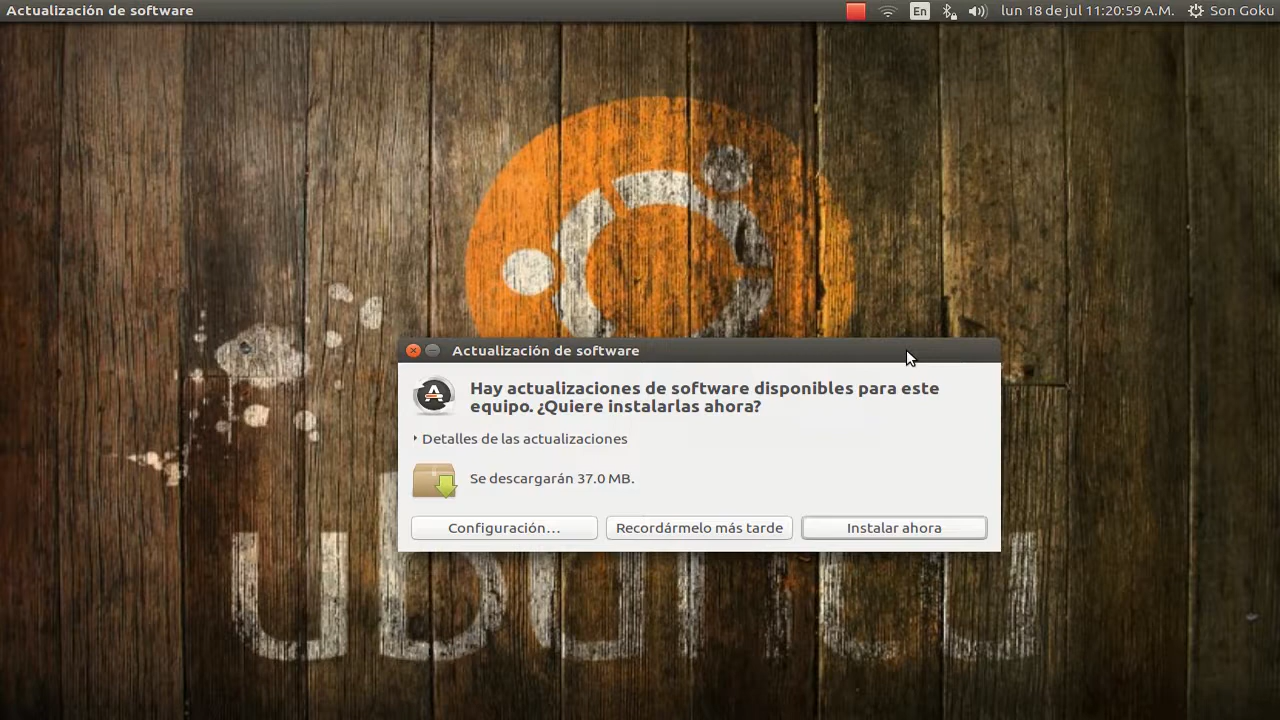 Actualización de software
En
lun 18 de jul 11:20:59 A.M.
Son Goku
Actualización de software
Hay actualizaciones de software disponibles para este
equipo. ¿Quiere instalarlas ahora?
Detalles de las actualizaciones
Se descargarán 37.0 MB.
Configuración...
Recordármelo más tarde
Instalar ahora
ubuntu